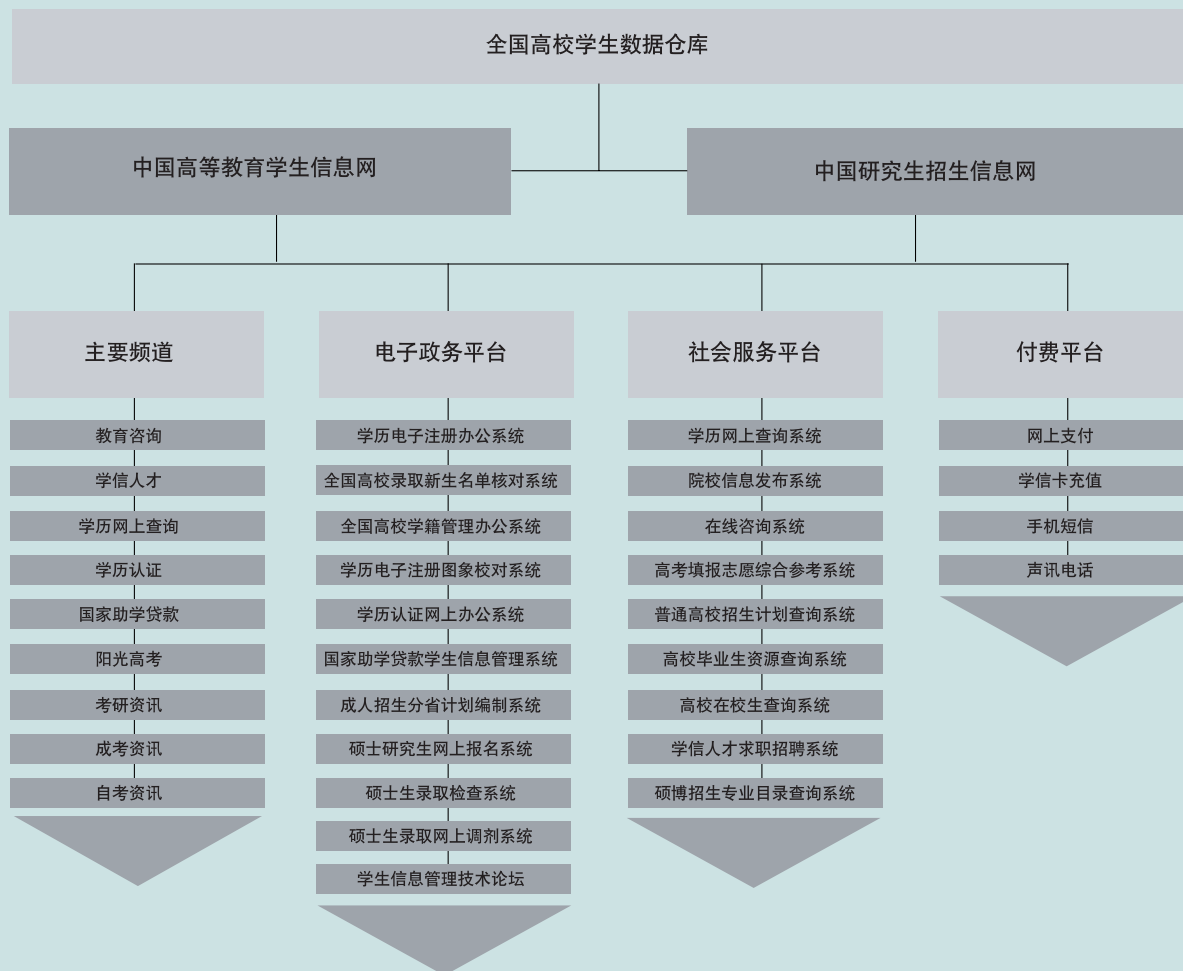 全国高校学生数据仓库
中国高等教育学生信息网
中国研究生招生信息网
主要频道
教育咨询
学信人才
学历网上查询
学历认证
国家助学贷款
阳光高考
考研资讯
成考资讯
自考资讯
电子政务平台
学历电子注册办公系统
全国高校录取新生名单核对系统
全国高校学籍管理办公系统
学历电子注册图象校对系统
学历认证网上办公系统
国家助学贷款学生信息管理系统
成人招生分省计划编制系统
硕士研究生网上报名系统
硕士生录取检查系统
硕士生录取网上调剂系统
学生信息管理技术论坛
社会服务平台
学历网上查询系统
院校信息发布系统
在线咨询系统
高考填报志愿综合参考系统
普通高校招生计划查询系统
高校毕业生资源查询系统
高校在校生查询系统
学信人才求职招聘系统
硕博招生专业目录查询系统
付费平台
网上支付
学信卡充值
手机短信
声讯电话